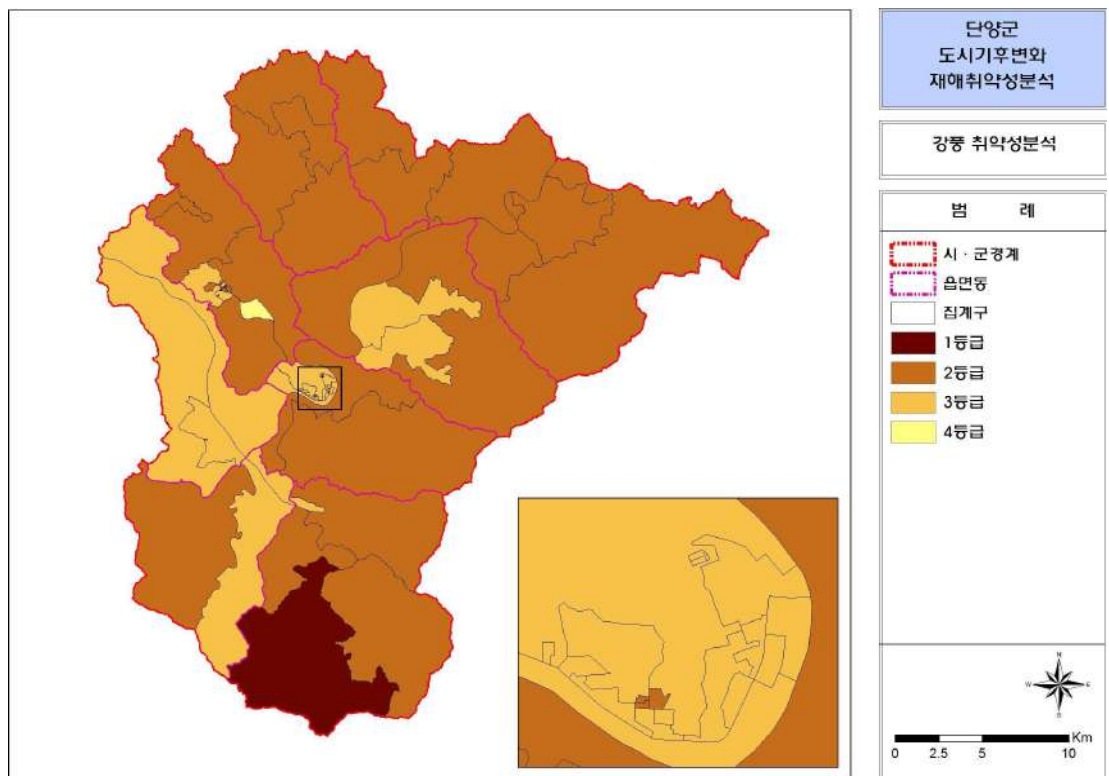 단양군
도시기후변화
재해취약성분석
강풍 취약성분석
범 례
시 · 군경계
읍면동
집계구
1등급
2등급
3등급
4등급
N
W E
S
Km
0 2.5 5 10